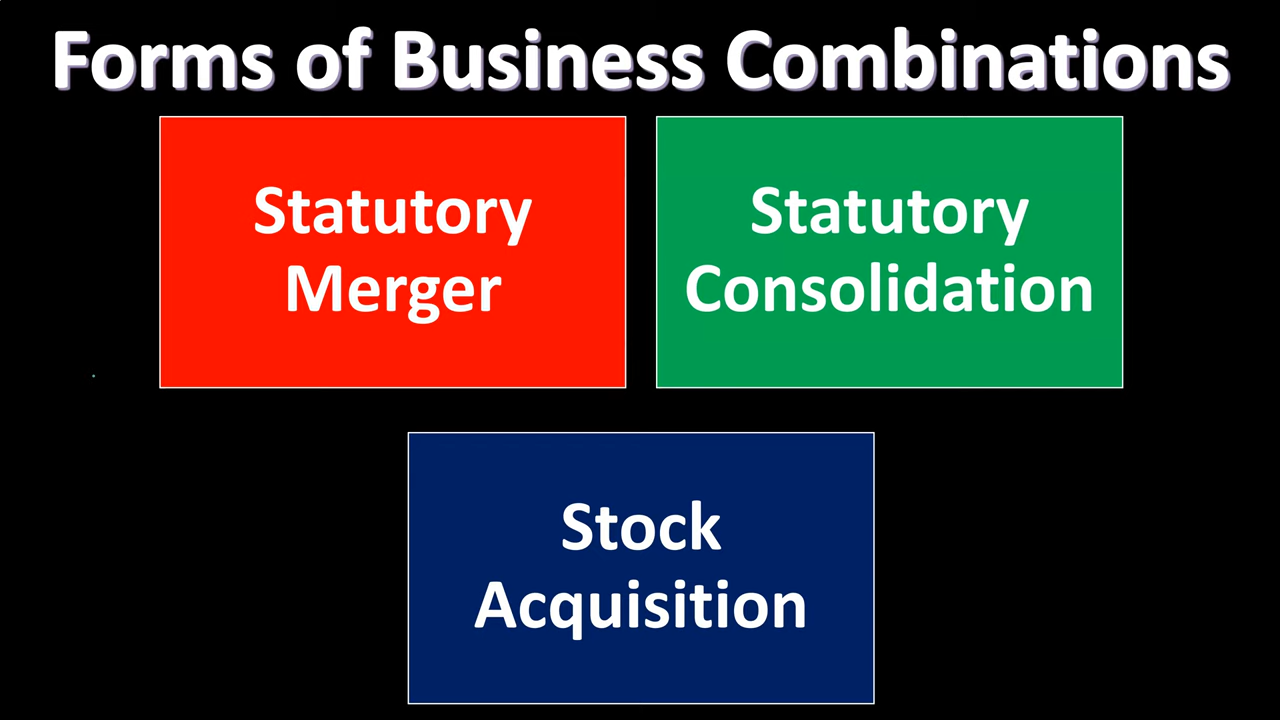 Forms of Business Combinations
Statutory
Merger
Statutory
Consolidation
Stock
Acquisition